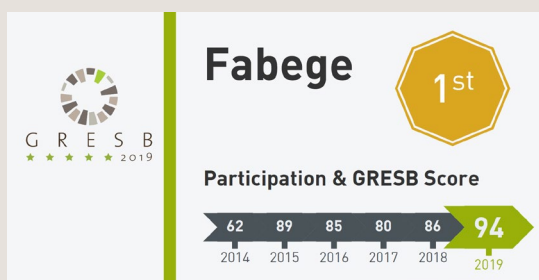 GRESB
★ ★ ★ ★ ★ 2019
Fabege
1st
Participation & GRESB Score
62 89 85 80 86 94
2014 2015 2016 2017 2018 2019